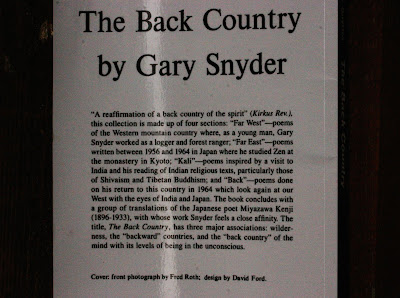 The Back Country
by Gary Snyder
"A reaffirmation of a back country of the spirit" (Kirkus Rev.),
this collection is made up of four sections: "Far West"—poems
of the Western mountain country where, as a young man, Gary
Snyder worked as a logger and forest ranger; "Far East"—poems
written between 1956 and 1964 in Japan where he studied Zen at
the monastery in Kyoto; "Kali"—poems inspired by a visit to
India and his reading of Indian religious texts, particularly those
of Shivaism and Tibetan Buddhism; and "Back"—poems done
on his return to this country in 1964 which look again at our
West with the eyes of India and Japan. The book concludes with
a group of translations of the Japanese poet Miyazawa Kenji
(1896-1933), with whose work Snyder feels a close affinity. The
title, The Back Country, has three major associations: wilder-
ness, the "backward" countries, and the "back country" of the
mind with its levels of being in the unconscious.
Cover: front photograph by Fred Roth; design by David Ford.